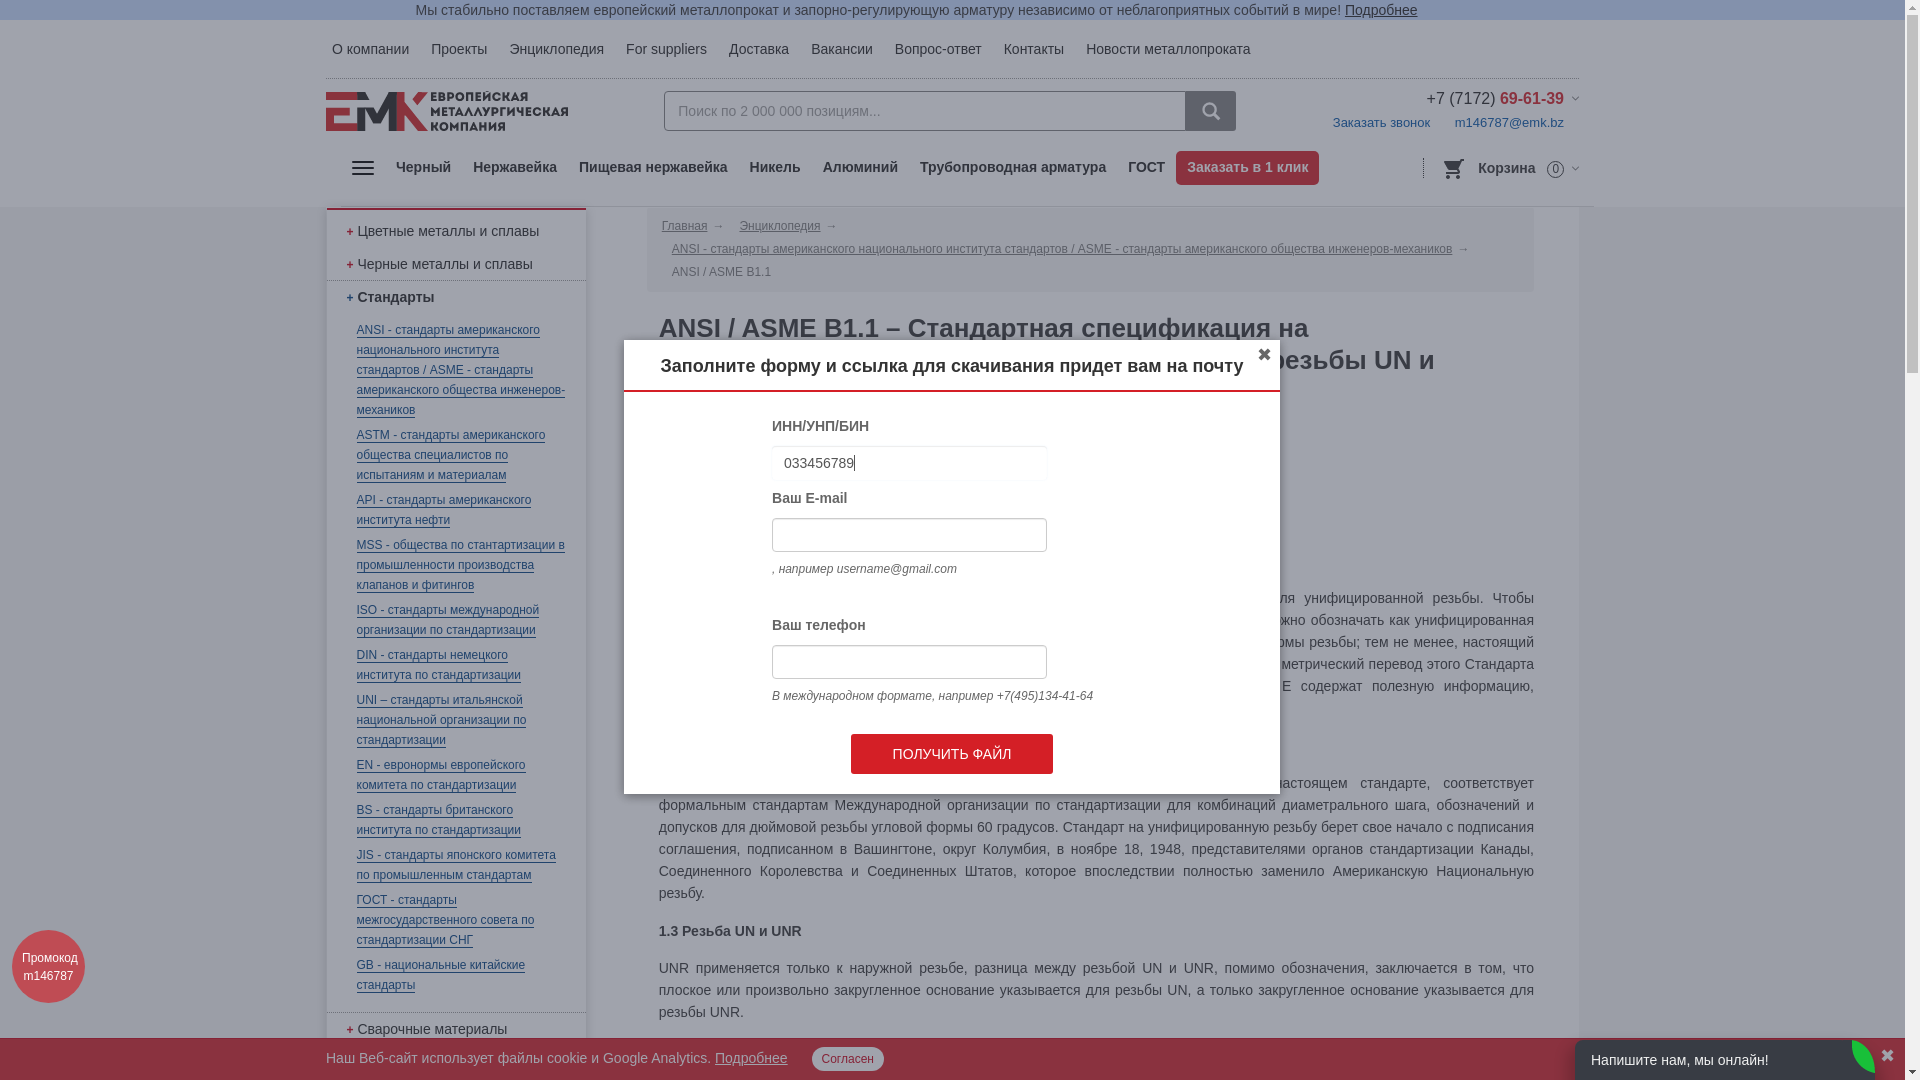 Мы стабильно поставляем европейский металлопрокат и запорно-регулирующую арматуру независимо от неблагоприятных событий в мире! Подробнее
О компании Проекты Энциклопедия For suppliers Доставка Вакансии Вопрос-ответ Контакты Новости металлопроката
ЕМК ЕВРОПЕЙСКАЯ
МЕТАЛЛУРГИЧЕСКАЯ
КОМПАНИЯ
Поиск по 2 000 000 позициям...
+7 (7172) 69-61-39
Заказать звонок m146787@emk.bz
Черный Нержавейка Пищевая нержавейка Никель Алюминий Трубопроводная арматура ГОСТ Заказать в 1 клик
Корзина 0
+ Цветные металлы и сплавы
+ Черные металлы и сплавы
+ Стандарты
ANSI - стандарты американского
национального института
стандартов / ASME - стандарты
американского общества инженеров-
механиков
ASTM - стандарты американского
общества специалистов по
испытаниям и материалам
API - стандарты американского
института нефти
MSS - общества по стантартизации в
промышленности производства
клапанов и фитингов
ISO - стандарты международной
организации по стандартизации
DIN - стандарты немецкого
института по стандартизации
UNI – стандарты итальянской
национальной организации по
стандартизации
EN - евронормы европейского
комитета по стандартизации
BS - стандарты британского
института по стандартизации
JIS - стандарты японского комитета
по промышленным стандартам
ГОСТ - стандарты
межгосударственного совета по
стандартизации СНГ
GB - национальные китайские
стандарты
+ Сварочные материалы
Главная → Энциклопедия →
ANSI - стандарты американского национального института стандартов / ASME - стандарты американского общества инженеров-механиков →
ANSI / ASME B1.1
ANSI / ASME B1.1 – Стандартная спецификация на
резьбы UN и
Заполните форму и ссылка для скачивания придет вам на почту
✖
ИНН/УНП/БИН
033456789
Ваш E-mail
, например username@gmail.com
Ваш телефон
В международном формате, например +7(495)134-41-64
ПОЛУЧИТЬ ФАЙЛ
унифицированной резьбы. Чтобы
обозначать как унифицированная
резьбы; тем не менее, настоящий
метрический перевод этого Стандарта
содержат полезную информацию,
стандарте, соответствует
формальным стандартам Международной организации по стандартизации для комбинаций диаметрального шага, обозначений и
допусков для дюймовой резьбы угловой формы 60 градусов. Стандарт на унифицированную резьбу берет свое начало с подписания
соглашения, подписанном в Вашингтоне, округ Колумбия, в ноябре 18, 1948, представителями органов стандартизации Канады,
Соединенного Королевства и Соединенных Штатов, которое впоследствии полностью заменило Американскую Национальную
резьбу.
1.3 Резьба UN и UNR
UNR применяется только к наружной резьбе, разница между резьбой UN и UNR, помимо обозначения, заключается в том, что
плоское или произвольно закругленное основание указывается для резьбы UN, а только закругленное основание указывается для
резьбы UNR.
Промокод
m146787
Наш Веб-сайт использует файлы cookie и Google Analytics. Подробнее Согласен
Напишите нам, мы онлайн!
✖